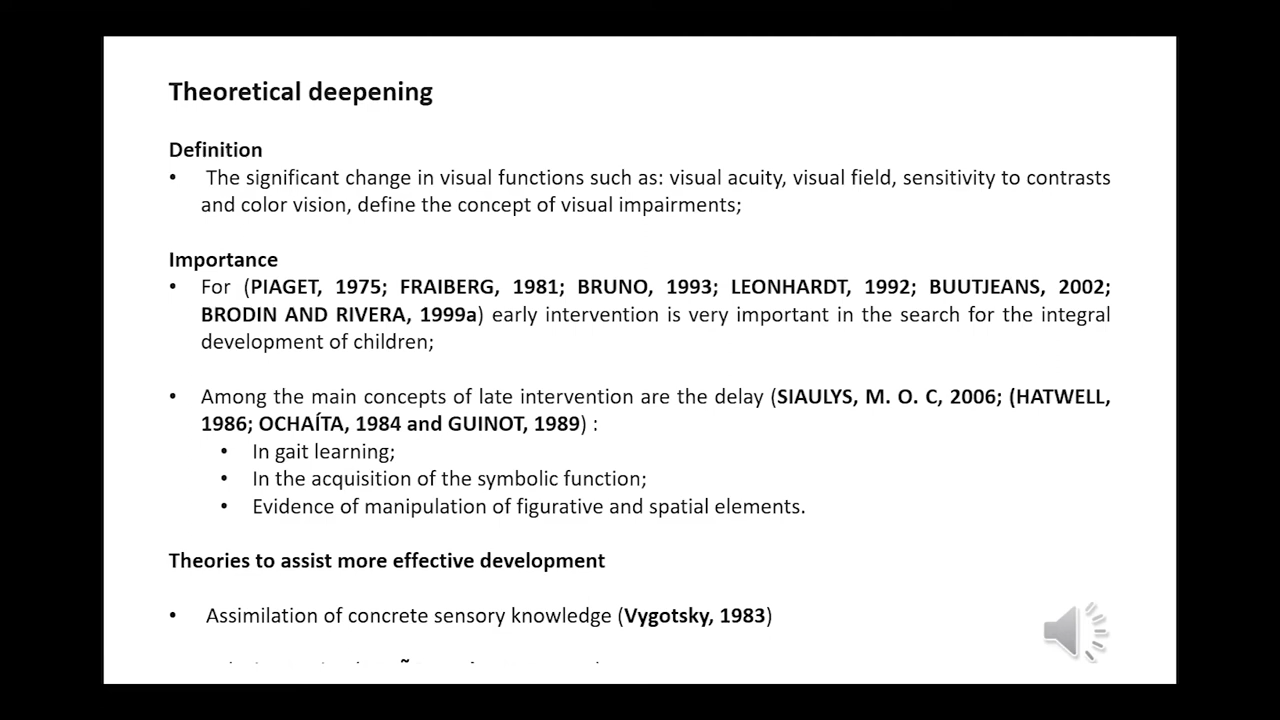 Theoretical deepening
Definition
• The significant change in visual functions such as: visual acuity, visual field, sensitivity to contrasts
and color vision, define the concept of visual impairments;
Importance
• For (PIAGET, 1975; FRAIBERG, 1981; BRUNO, 1993; LEONHARDT, 1992; BUUTJEANS, 2002;
BRODIN AND RIVERA, 1999a) early intervention is very important in the search for the integral
development of children;
• Among the main concepts of late intervention are the delay (SIAULYS, M. O. C, 2006; (HATWELL,
1986; OCHAÍTA, 1984 and GUINOT, 1989) :
• In gait learning;
• In the acquisition of the symbolic function;
• Evidence of manipulation of figurative and spatial elements.
Theories to assist more effective development
• Assimilation of concrete sensory knowledge (Vygotsky, 1983)